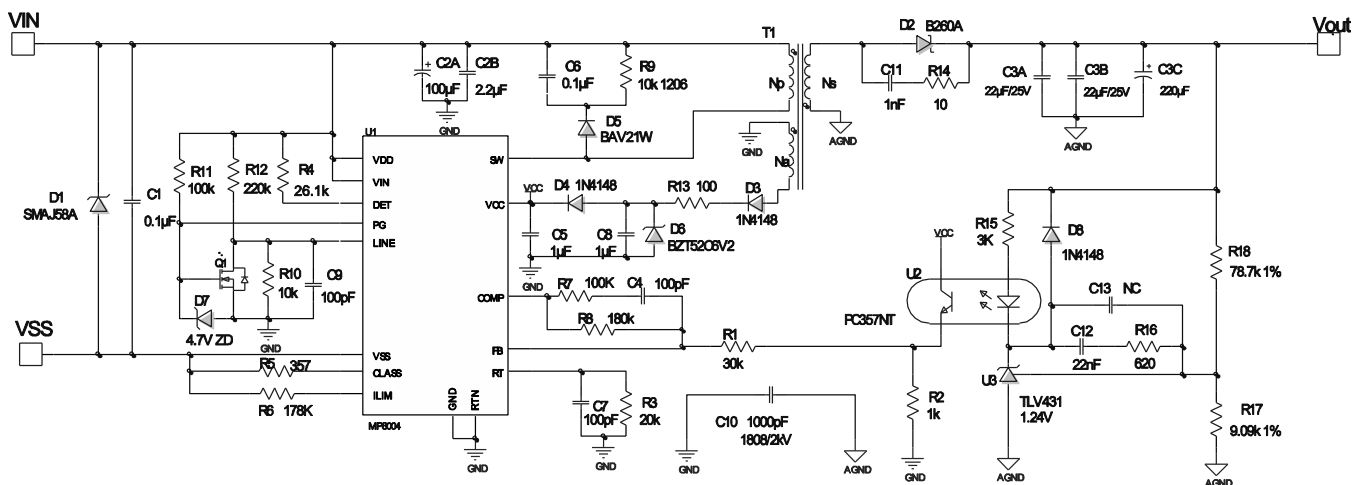 VIN
Vout
T1
D2 B260A
C2A
100µF
C2B
2.2µF
GND
C6
0.1µF
R9
10k 1206
Np
Ns
C11
1nF
R14
10
C3A
22µF/25V
C3B
22µF/25V
C3C
220µF
AGND
AGND
D5
BAV21W
GND
Na
U1
VDD
VIN
DET
PG
LINE
VSS
CLASS
ILIM
SW
VCC
COMP
FB
RT
GND
RTN
MP8004
R11
100k
R12
220k
R4
26.1k
D1
SMAJ58A
C1
0.1µF
Q1
R10
10k
C9
100pF
D7
4.7V ZD
GND
VSS
R5 357
R6 178K
VCC
D4 1N4148
R13 100
D3
1N4148
C5
1µF
C8
1µF
D6
BZT52C6V2
GND
R7 100K
C4 100pF
R8 180k
R1
30k
C7
100pF
R3
20k
GND
GND
C10 1000pF
1808/2kV
GND
AGND
VCC
U2
PC357NT
R15
3K
D8
1N4148
R18
78.7k 1%
C13 NC
C12
22nF
R16
620
U3
TLV431
1.24V
R2
1k
GND
AGND
R17
9.09k 1%
AGND